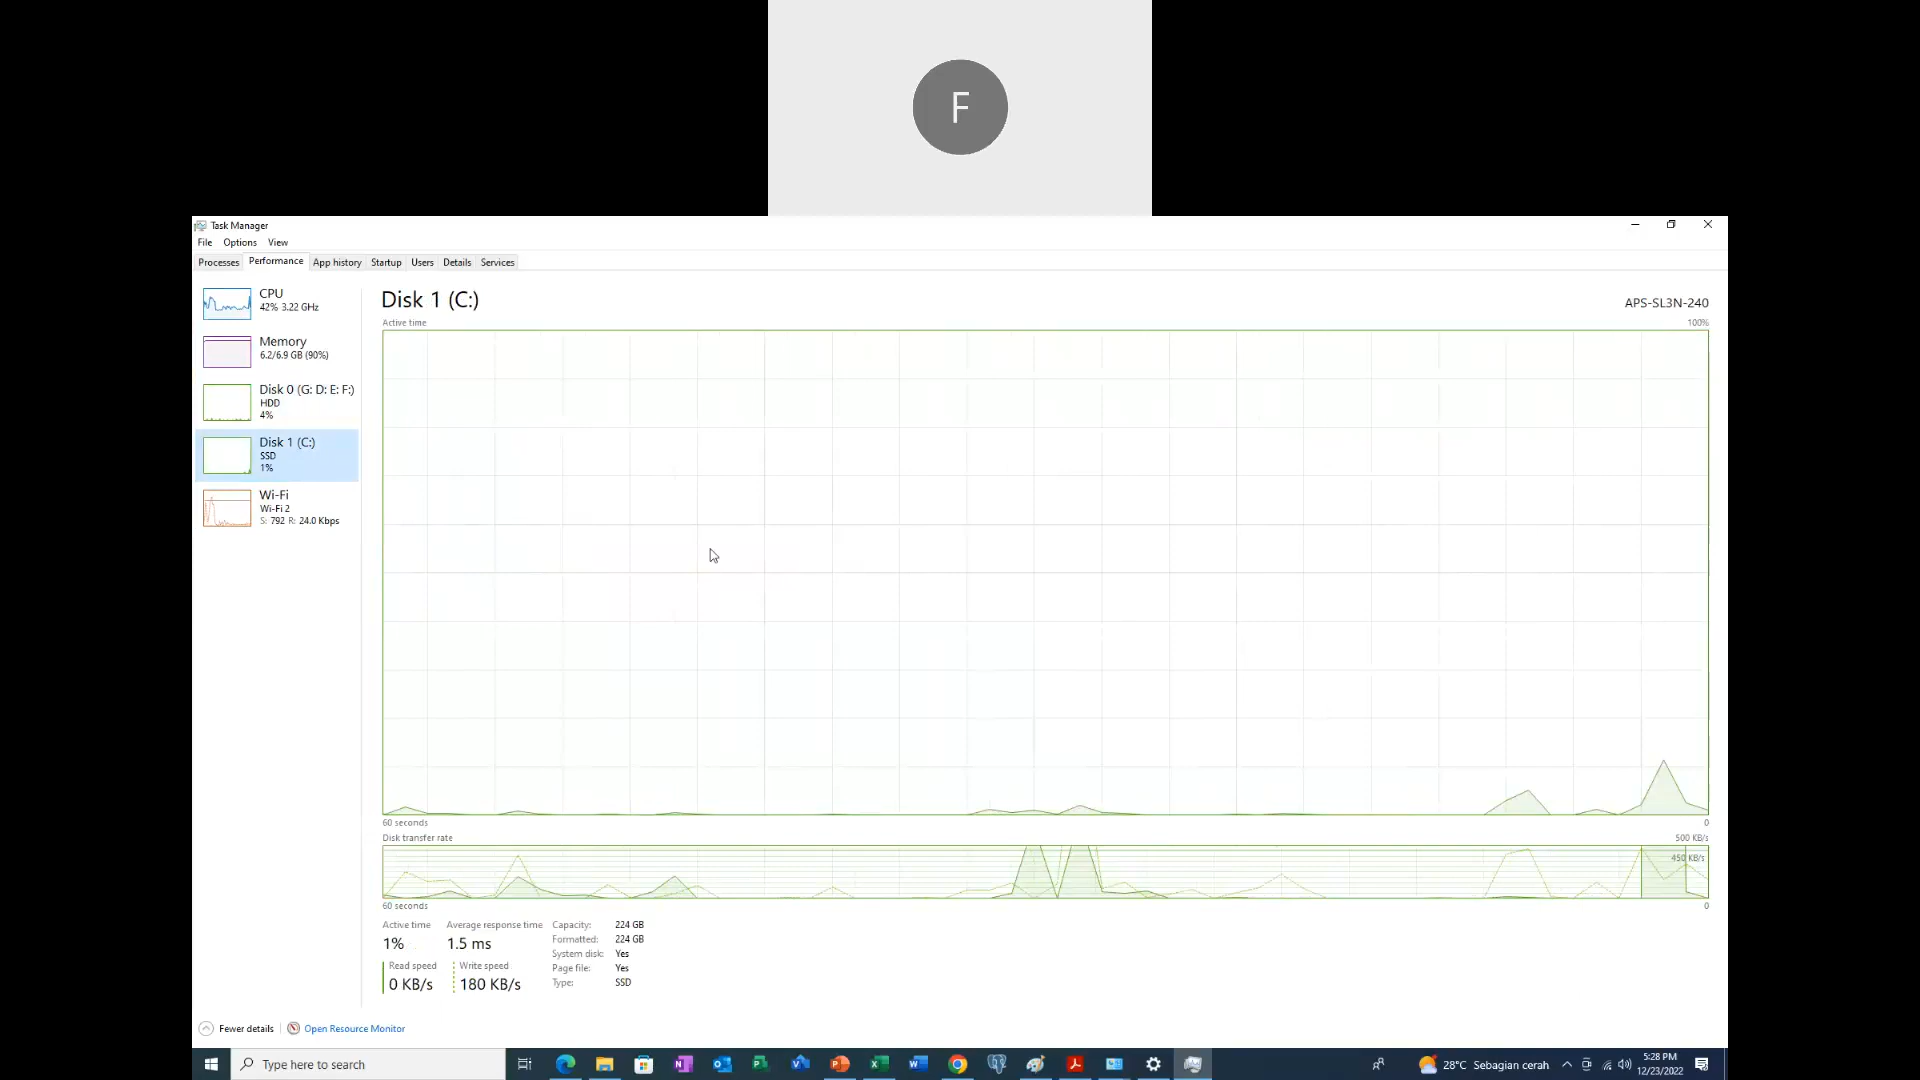 F
Task Manager
File Options View
Processes Performance App history Startup Users Details Services
CPU
42% 3.22 GHz
Memory
6.2/6.9 GB (90%)
Disk 0 (G: D: E: F:)
HDD
4%
Disk 1 (C:)
SSD
1%
Wi-Fi
Wi-Fi 2
S: 792 R: 24.0 Kbps
Disk 1 (C:)
APS-SL3N-240
Active time
100%
60 seconds
0
Disk transfer rate
500 KB/s
450 KB/s
60 seconds
0
Active time
1%
Average response time
1.5 ms
Read speed
0 KB/s
Write speed
180 KB/s
Capacity: 224 GB
Formatted: 224 GB
System disk: Yes
Page file: Yes
Type: SSD
Fewer details
Open Resource Monitor
Type here to search
28°C Sebagian cerah
5:28 PM
12/23/2022